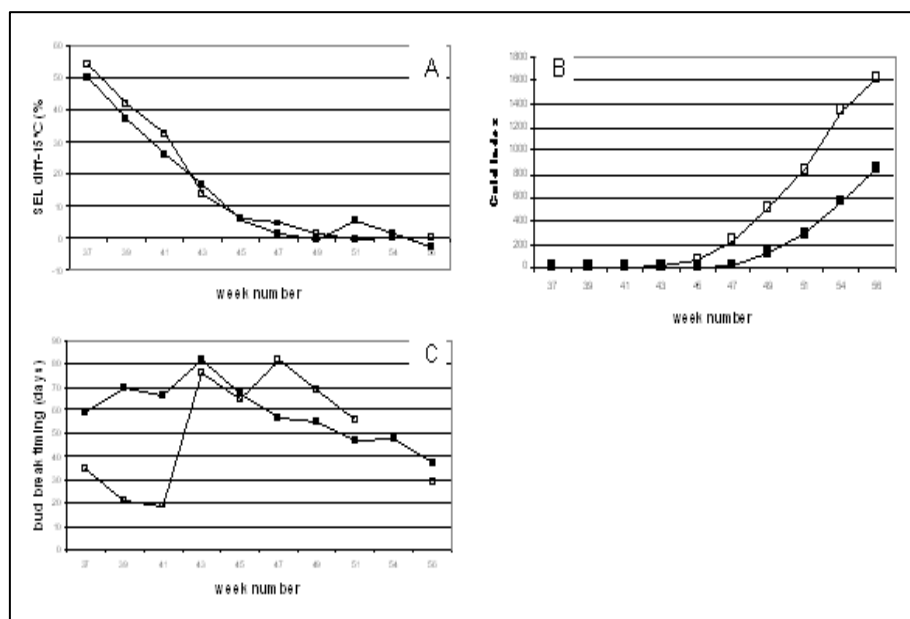 A
SEL diff-15°C (%
60
50
40
30
20
10
0
-10
37 39 41 43 45 47 49 51 54 56
week number
B
Cold Index
1800
1600
1400
1200
1000
800
600
400
200
0
37 39 41 43 45 47 49 51 54 56
week number
C
bud break timing (days)
90
80
70
60
50
40
30
20
10
0
37 39 41 43 45 47 49 51 54 56
week number